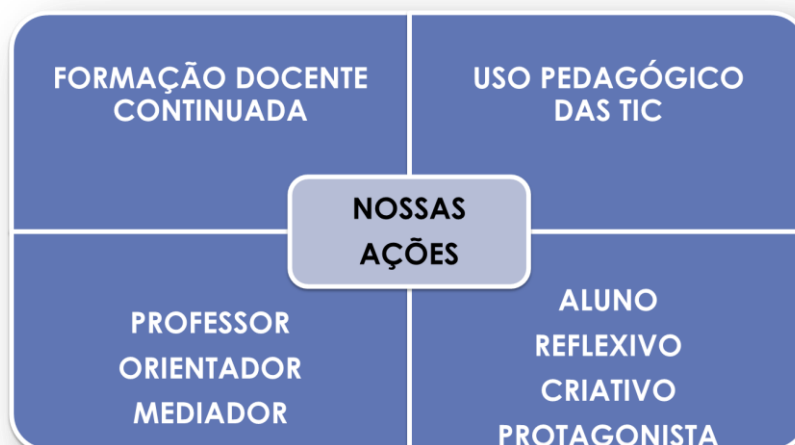 FORMAÇÃO DOCENTE
CONTINUADA
USO PEDAGÓGICO
DAS TIC
NOSSAS
AÇÕES
PROFESSOR
ORIENTADOR
MEDIADOR
ALUNO
REFLEXIVO
CRIATIVO
PROTAGONISTA